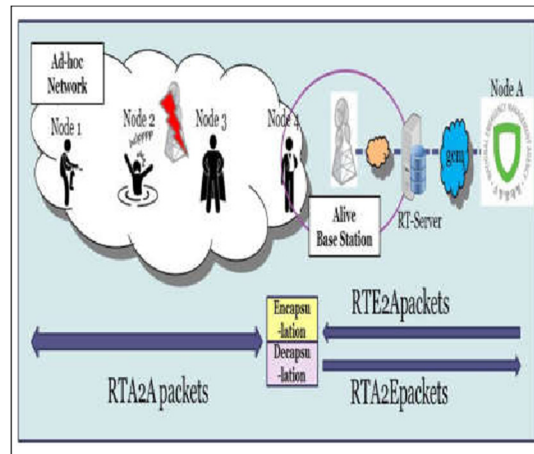 Ad-hoc
Network
Node 1
Node 2
Node 3
Node 4
Node A
gcm
RT-Server
Alive
Base Station
Encapsu
-lation
Decapsu
-lation
RTE2Apackets
RTA2A packets
RTA2Epackets